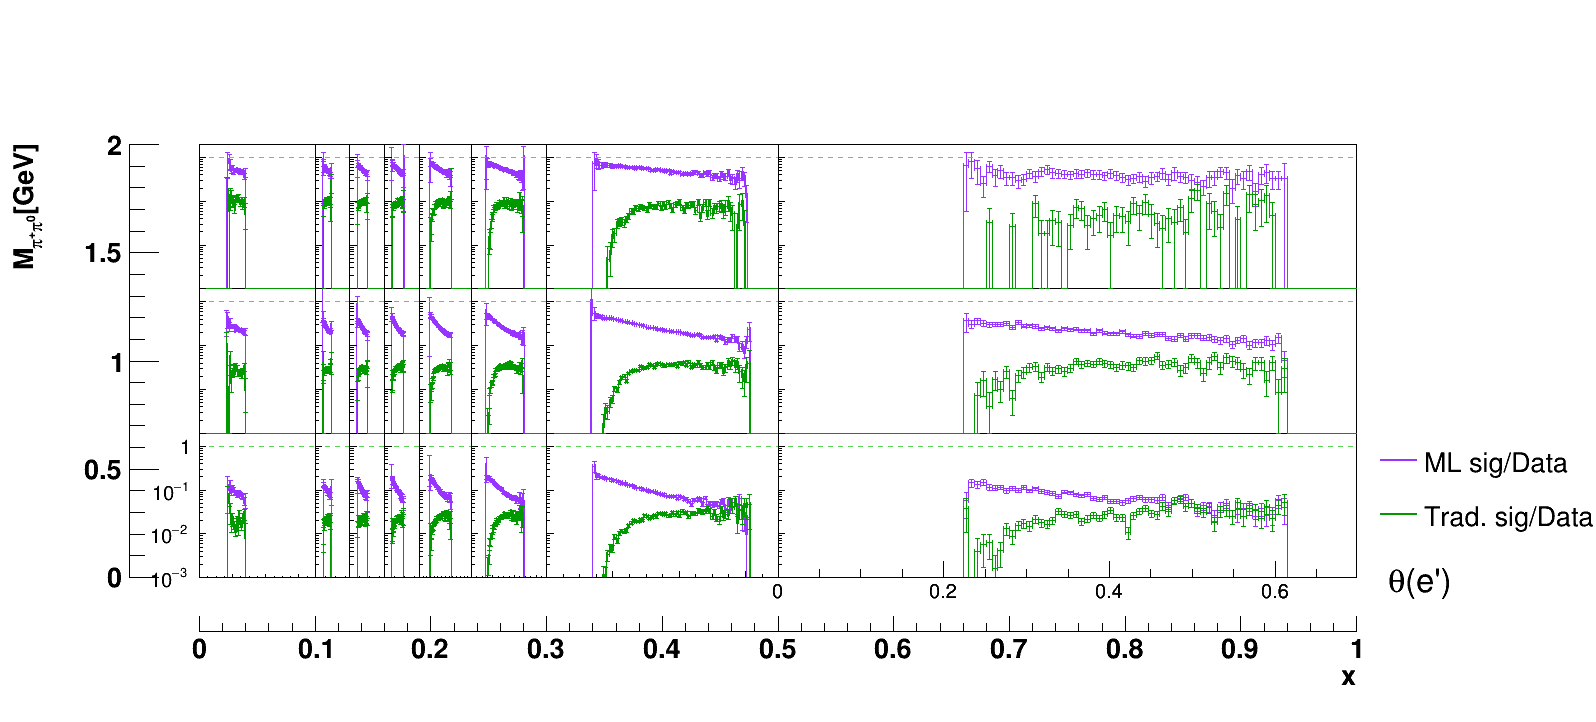 M_{π⁺π⁰}[GeV]
2
1.5
1
0.5
0
1
10⁻¹
10⁻²
10⁻³
0 0.2 0.4 0.6
θ(e')
0 0.1 0.2 0.3 0.4 0.5 0.6 0.7 0.8 0.9 1
x
ML sig/Data
Trad. sig/Data